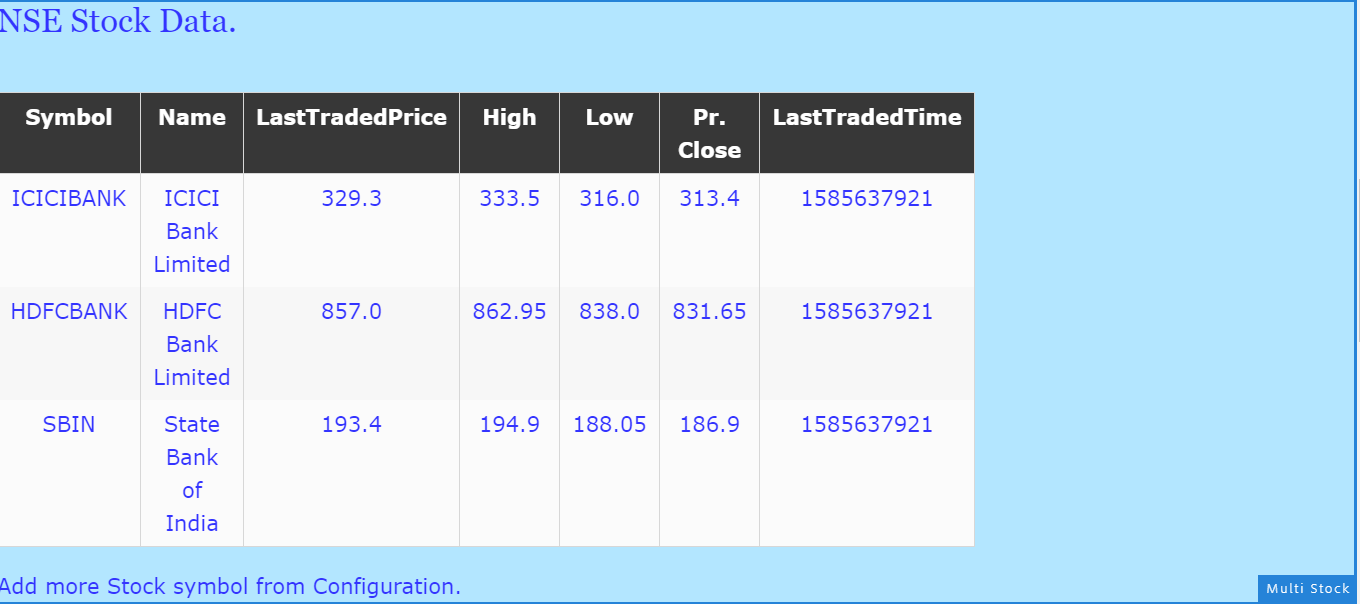 NSE Stock Data.
Symbol Name LastTradedPrice High Low Pr. Close LastTradedTime
ICICIBANK ICICI Bank Limited 329.3 333.5 316.0 313.4 1585637921
HDFCBANK HDFC Bank Limited 857.0 862.95 838.0 831.65 1585637921
SBIN State Bank of India 193.4 194.9 188.05 186.9 1585637921
Add more Stock symbol from Configuration.
Multi Stock